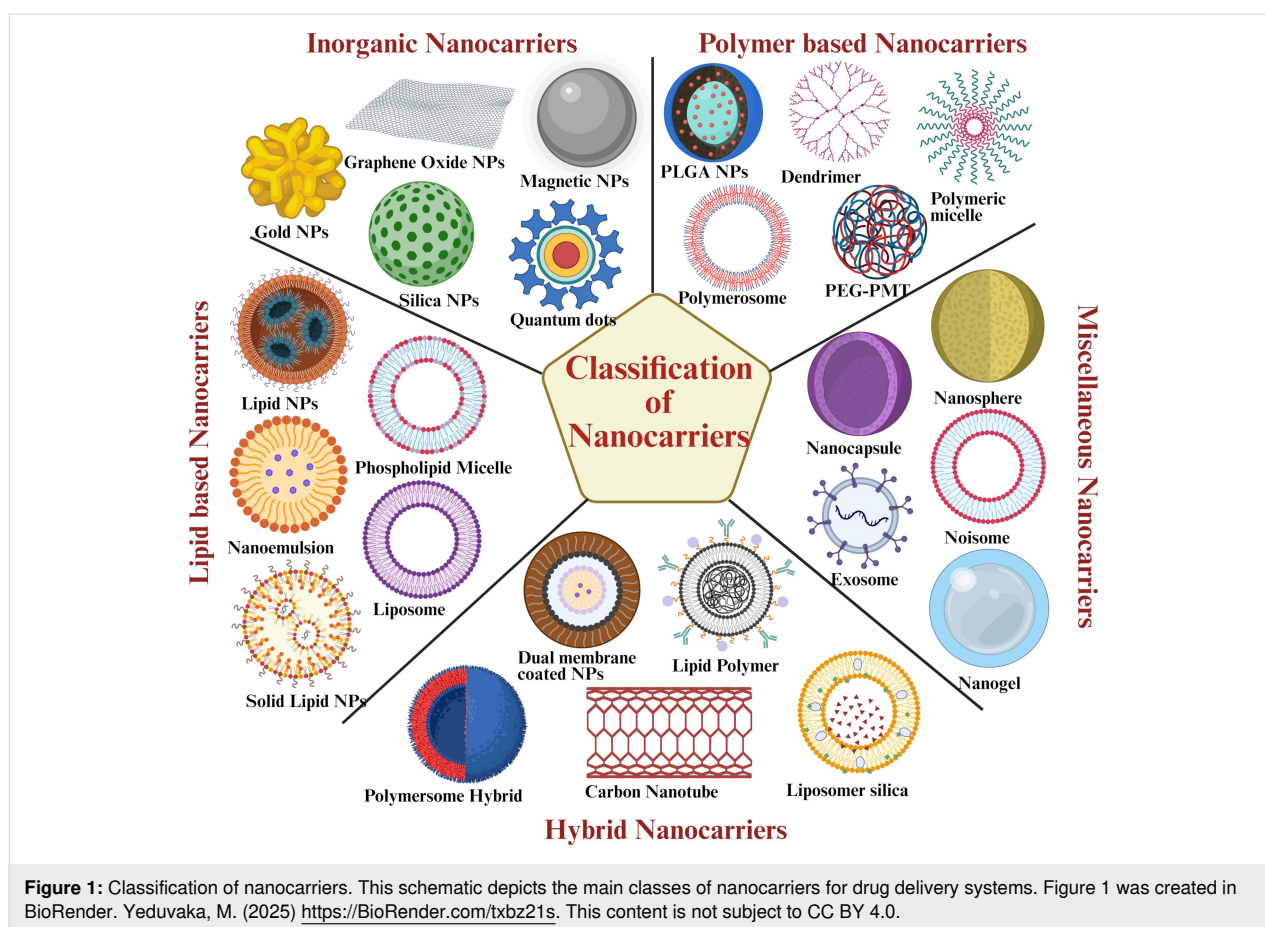 Inorganic Nanocarriers
Polymer based Nanocarriers
Gold NPs
Graphene Oxide NPs
Magnetic NPs
Silica NPs
Quantum dots
PLGA NPs
Dendrimer
Polymeric
micelle
Polymerosome
PEG-PMT
Lipid based Nanocarriers
Lipid NPs
Phospholipid Micelle
Nanoemulsion
Liposome
Solid Lipid NPs
Classification
of
Nanocarriers
Miscellaneous Nanocarriers
Nanosphere
Nanocapsule
Noisome
Exosome
Nanogel
Dual membrane
coated NPs
Lipid Polymer
Polymersome Hybrid
Carbon Nanotube
Liposomer silica
Hybrid Nanocarriers
Figure 1: Classification of nanocarriers. This schematic depicts the main classes of nanocarriers for drug delivery systems. Figure 1 was created in
BioRender. Yeduvaka, M. (2025) https://BioRender.com/txbz21s. This content is not subject to CC BY 4.0.